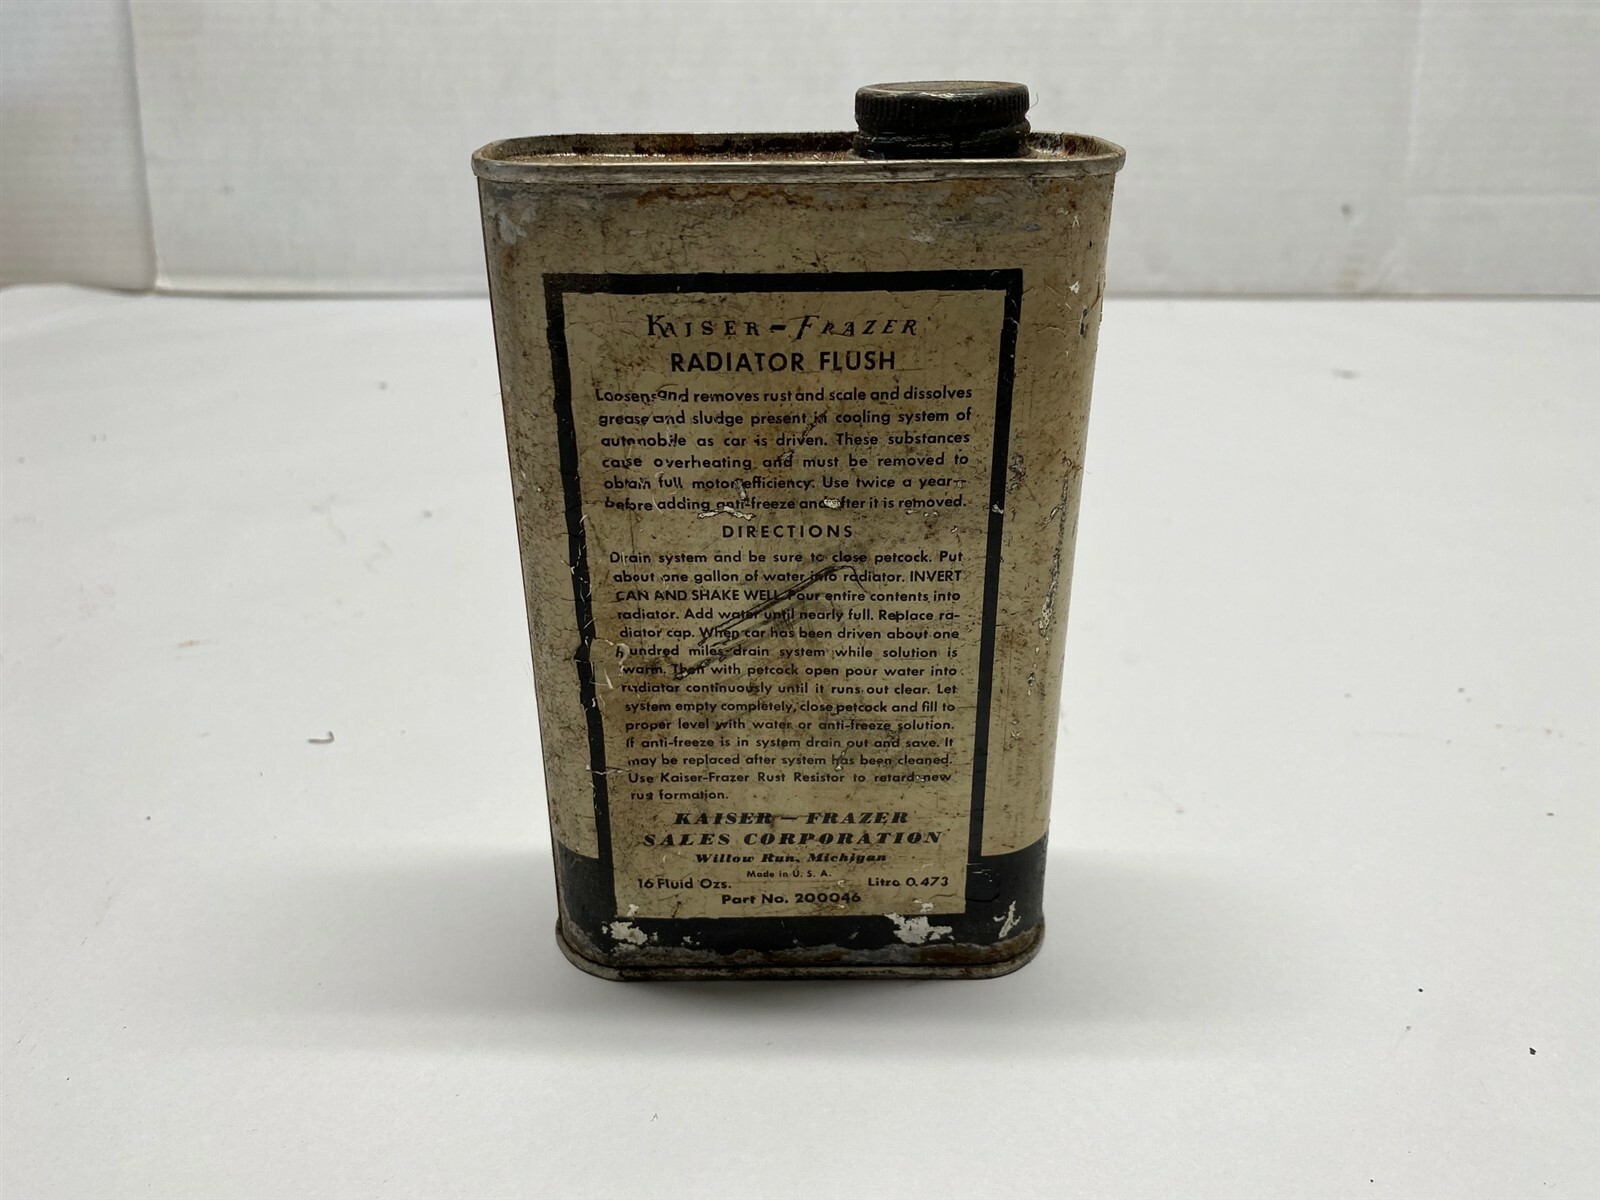 KAISER-FRAZER
RADIATOR FLUSH
Loosens and removes rust and scale and dissolves
grease and sludge present in cooling system of
automobile as car is driven. These substances
cause overheating and must be removed to
obtain full motor efficiency. Use twice a year—
before adding anti-freeze and after it is removed.
DIRECTIONS
Drain system and be sure to close petcock. Put
about one gallon of water into radiator. INVERT
CAN AND SHAKE WELL. Pour entire contents into
radiator. Add water until nearly full. Replace ra-
diator cap. When car has been driven about one
hundred miles drain system while solution is
warm. Then with petcock open pour water into
radiator continuously until it runs out clear. Let
system empty completely, close petcock and fill to
proper level with water or anti-freeze solution.
If anti-freeze is in system drain out and save. It
may be replaced after system has been cleaned.
Use Kaiser-Frazer Rust Resistor to retard new
rust formation.
KAISER-FRAZER
SALES CORPORATION
Willow Run, Michigan
Made in U. S. A.
16 Fluid Ozs. Litro 0.473
Part No. 200046